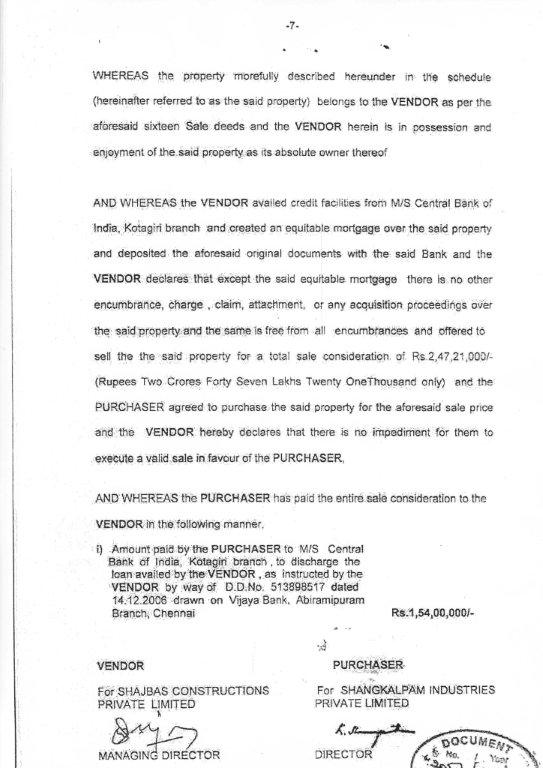 -7-
WHEREAS the property morefully described hereunder in the schedule
(hereinafter referred to as the said property) belongs to the VENDOR as per the
aforesaid sixteen Sale deeds and the VENDOR herein is in possession and
enjoyment of the said property as its absolute owner thereof
AND WHEREAS the VENDOR availed credit facilities from M/S Central Bank of
India, Kotagiri branch and created an equitable mortgage over the said property
and deposited the aforesaid original documents with the said Bank and the
VENDOR declares that except the said equitable mortgage there is no other
encumbrance, charge , claim, attachment, or any acquisition proceedings over
the said property and the same is free from all encumbrances and offered to
sell the the said property for a total sale consideration of Rs.2,47,21,000/-
(Rupees Two Crores Forty Seven Lakhs Twenty OneThousand only) and the
PURCHASER agreed to purchase the said property for the aforesaid sale price
and the VENDOR hereby declares that there is no impediment for them to
execute a valid sale in favour of the PURCHASER.
AND WHEREAS the PURCHASER has paid the entire sale consideration to the
VENDOR in the following manner.
i) Amount paid by the PURCHASER to M/S Central
Bank of India, Kotagiri branch , to discharge the
loan availed by the VENDOR , as instructed by the
VENDOR by way of D.D.No. 513898517 dated
14.12.2006 drawn on Vijaya Bank, Abiramipuram
Branch, Chennai Rs.1,54,00,000/-
VENDOR
For SHAJBAS CONSTRUCTIONS
PRIVATE LIMITED
MANAGING DIRECTOR
PURCHASER
For SHANGKALPAM INDUSTRIES
PRIVATE LIMITED
DIRECTOR
DOCUMENT
No. Year